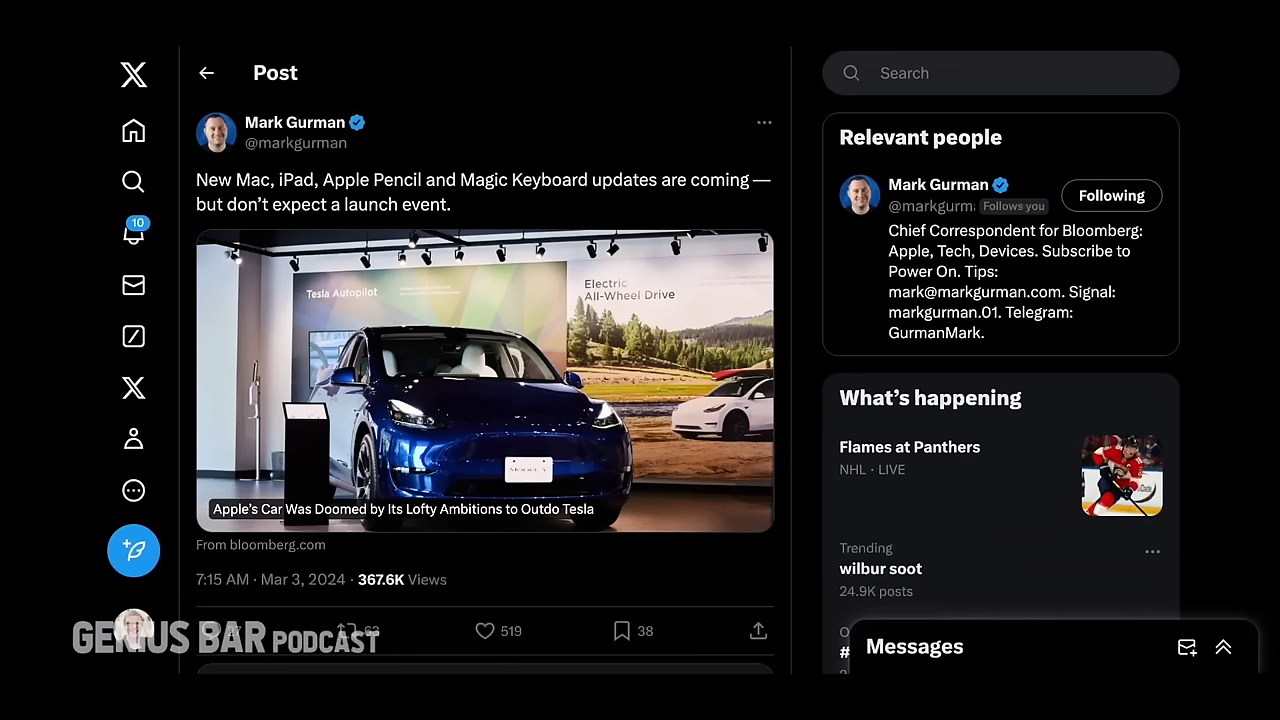 Post
Mark Gurman
@markgurman
New Mac, iPad, Apple Pencil and Magic Keyboard updates are coming —
but don’t expect a launch event.
Tesla Autopilot
Electric
All-Wheel Drive
MODEL Y
Apple’s Car Was Doomed by Its Lofty Ambitions to Outdo Tesla
From bloomberg.com
7:15 AM · Mar 3, 2024 · 367.6K Views
519
38
10
GENIUS BAR PODCAST
Search
Relevant people
Mark Gurman
@markgurm
Follows you
Following
Chief Correspondent for Bloomberg:
Apple, Tech, Devices. Subscribe to
Power On. Tips:
mark@markgurman.com. Signal:
markgurman.01. Telegram:
GurmanMark.
What’s happening
Flames at Panthers
NHL · LIVE
Trending
wilbur soot
24.9K posts
#
Messages